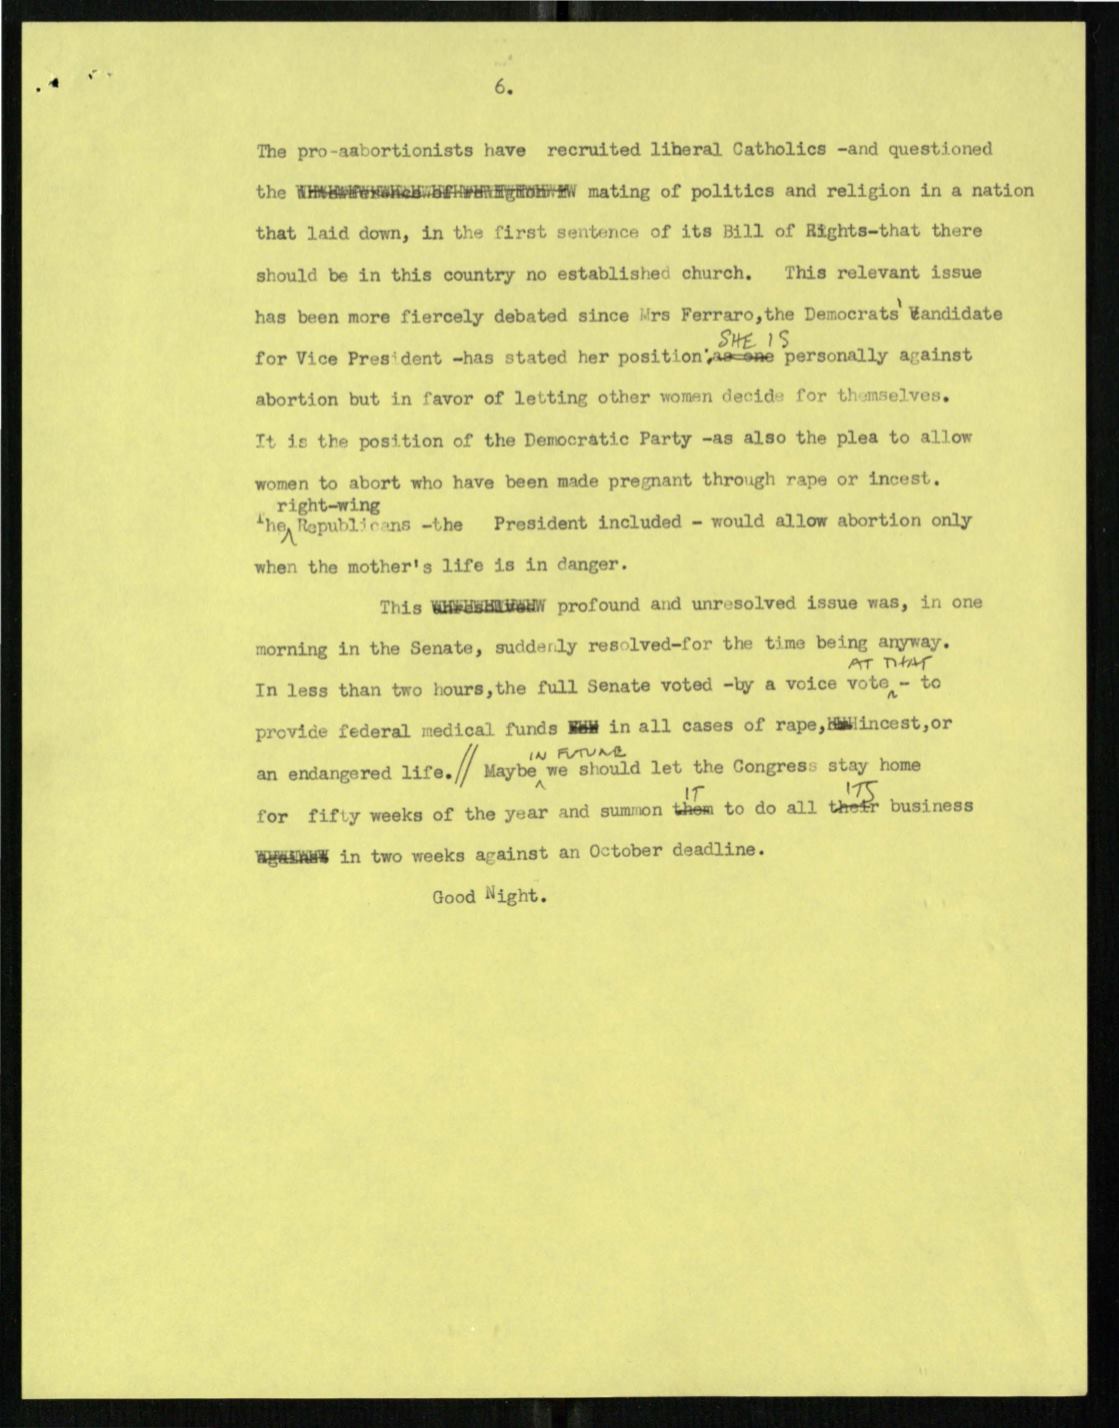 6.
The pro-aabortionists have recruited liberal Catholics -and questioned
the mating of politics and religion in a nation
that laid down, in the first sentence of its Bill of Rights-that there
should be in this country no established church. This relevant issue
has been more fiercely debated since Mrs Ferraro,the Democrats' candidate
SHE IS
for Vice President -has stated her position: as one personally against
abortion but in favor of letting other women decide for themselves.
It is the position of the Democratic Party -as also the plea to allow
women to abort who have been made pregnant through rape or incest.
right-wing
The Republicans -the President included - would allow abortion only
when the mother's life is in danger.
This profound and unresolved issue was, in one
morning in the Senate, suddenly resolved-for the time being anyway.
AT THAT
In less than two hours,the full Senate voted -by a voice vote - to
provide federal medical funds in all cases of rape, incest,or
IN FUTURE
an endangered life.// Maybe we should let the Congress stay home
IT ITS
for fifty weeks of the year and summon them to do all their business
against in two weeks against an October deadline.
Good Night.